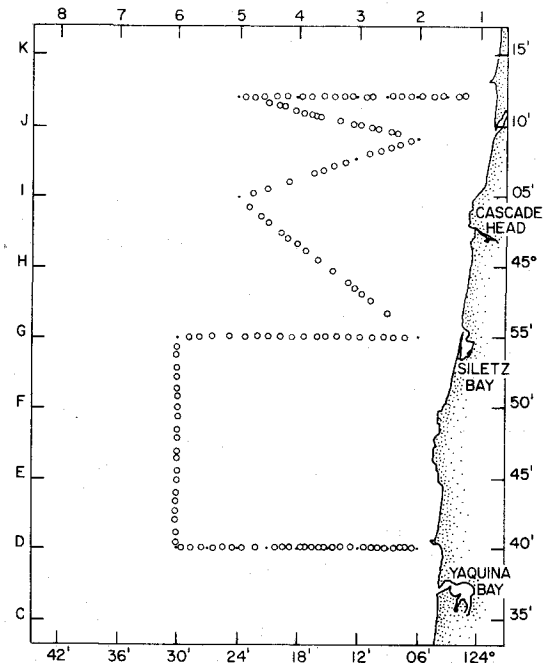 8 7 6 5 4 3 2 1
K 15'
J 10'
I 05'
CASCADE
HEAD
H 45°
G 55'
SILETZ
BAY
F 50'
E 45'
D 40'
YAQUINA
BAY
C 35'
42' 36' 30' 24' 18' 12' 06' 124°